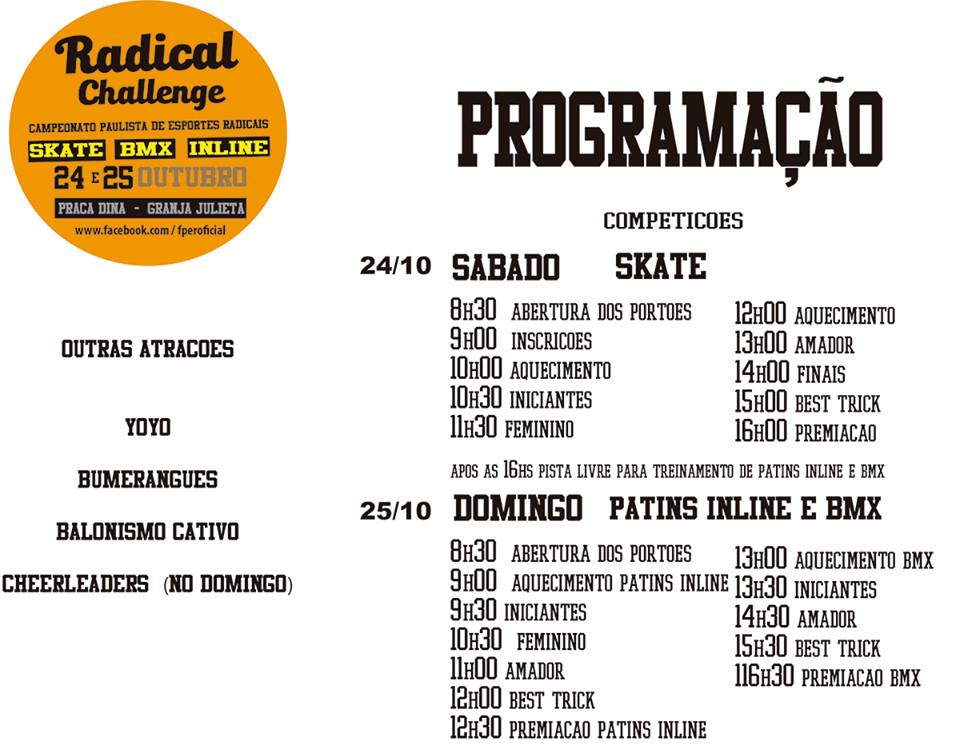 Radical
Challenge
CAMPEONATO PAULISTA DE ESPORTES RADICAIS
SKATE BMX INLINE
24 E 25 OUTUBRO
PRACA DINA - GRANJA JULIETA
www.facebook.com / fperoficial
OUTRAS ATRACOES
YOYO
BUMERANGUES
BALONISMO CATIVO
CHEERLEADERS (NO DOMINGO)
PROGRAMAÇÃO
COMPETICOES
24/10 SABADO SKATE
8H30 ABERTURA DOS PORTOES
9H00 INSCRICOES
10H00 AQUECIMENTO
10H30 INICIANTES
11H30 FEMININO
12H00 AQUECIMENTO
13H00 AMADOR
14H00 FINAIS
15H00 BEST TRICK
16H00 PREMIACAO
APOS AS 16HS PISTA LIVRE PARA TREINAMENTO DE PATINS INLINE E BMX
25/10 DOMINGO PATINS INLINE E BMX
8H30 ABERTURA DOS PORTOES
9H00 AQUECIMENTO PATINS INLINE
9H30 INICIANTES
10H30 FEMININO
11H00 AMADOR
12H00 BEST TRICK
12H30 PREMIACAO PATINS INLINE
13H00 AQUECIMENTO BMX
13H30 INICIANTES
14H30 AMADOR
15H30 BEST TRICK
116H30 PREMIACAO BMX